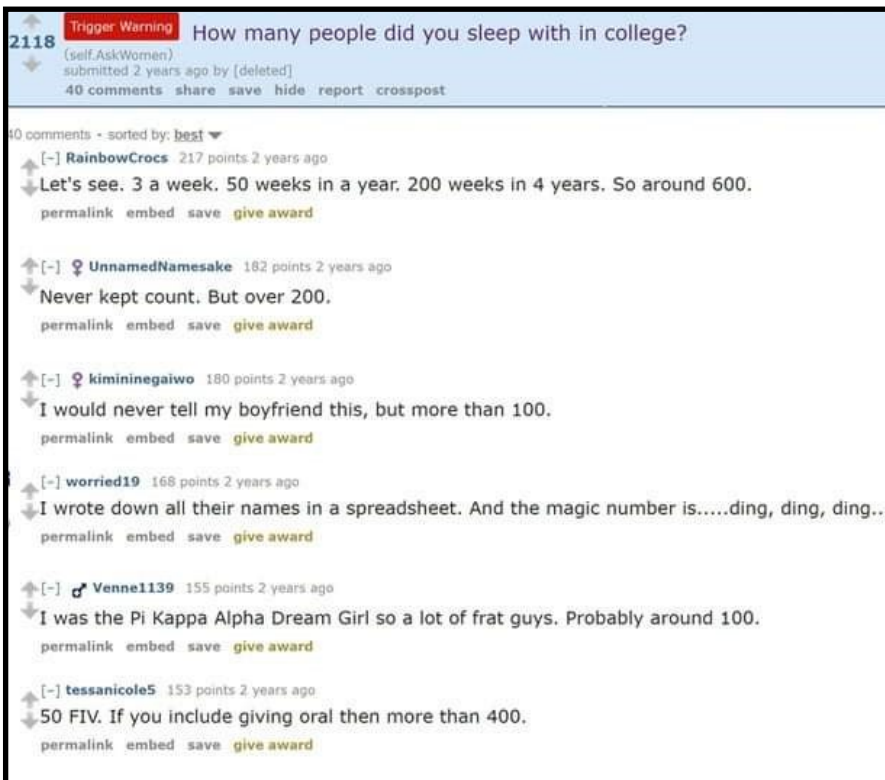 Trigger Warning How many people did you sleep with in college?
2118
(self.AskWomen)
submitted 2 years ago by [deleted]
40 comments share save hide report crosspost
40 comments • sorted by: best
[-] RainbowCrocs 217 points 2 years ago
Let's see. 3 a week. 50 weeks in a year. 200 weeks in 4 years. So around 600.
permalink embed save give award
[-] ♀ UnnamedNamesake 182 points 2 years ago
Never kept count. But over 200.
permalink embed save give award
[-] ♀ kimininegaiwo 180 points 2 years ago
I would never tell my boyfriend this, but more than 100.
permalink embed save give award
[-] worried19 168 points 2 years ago
I wrote down all their names in a spreadsheet. And the magic number is.....ding, ding, ding..
permalink embed save give award
[-] ♂ Venne1139 155 points 2 years ago
I was the Pi Kappa Alpha Dream Girl so a lot of frat guys. Probably around 100.
permalink embed save give award
[-] tessanicole5 153 points 2 years ago
50 FIV. If you include giving oral then more than 400.
permalink embed save give award